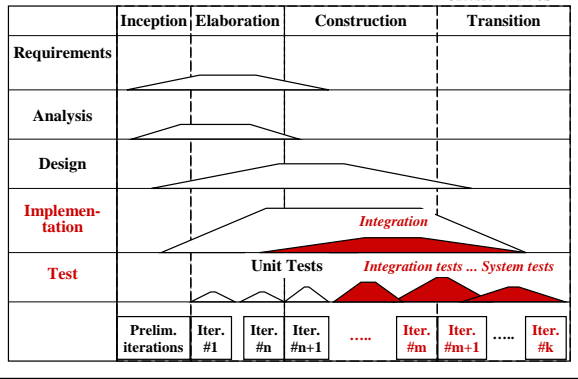 Inception Elaboration Construction Transition
Requirements
Analysis
Design
Implemen-
tation
Integration
Test
Unit Tests Integration tests ... System tests
Prelim. Iter. Iter. Iter. ..... Iter. Iter. ..... Iter.
iterations #1 #n #n+1 #m #m+1 #k